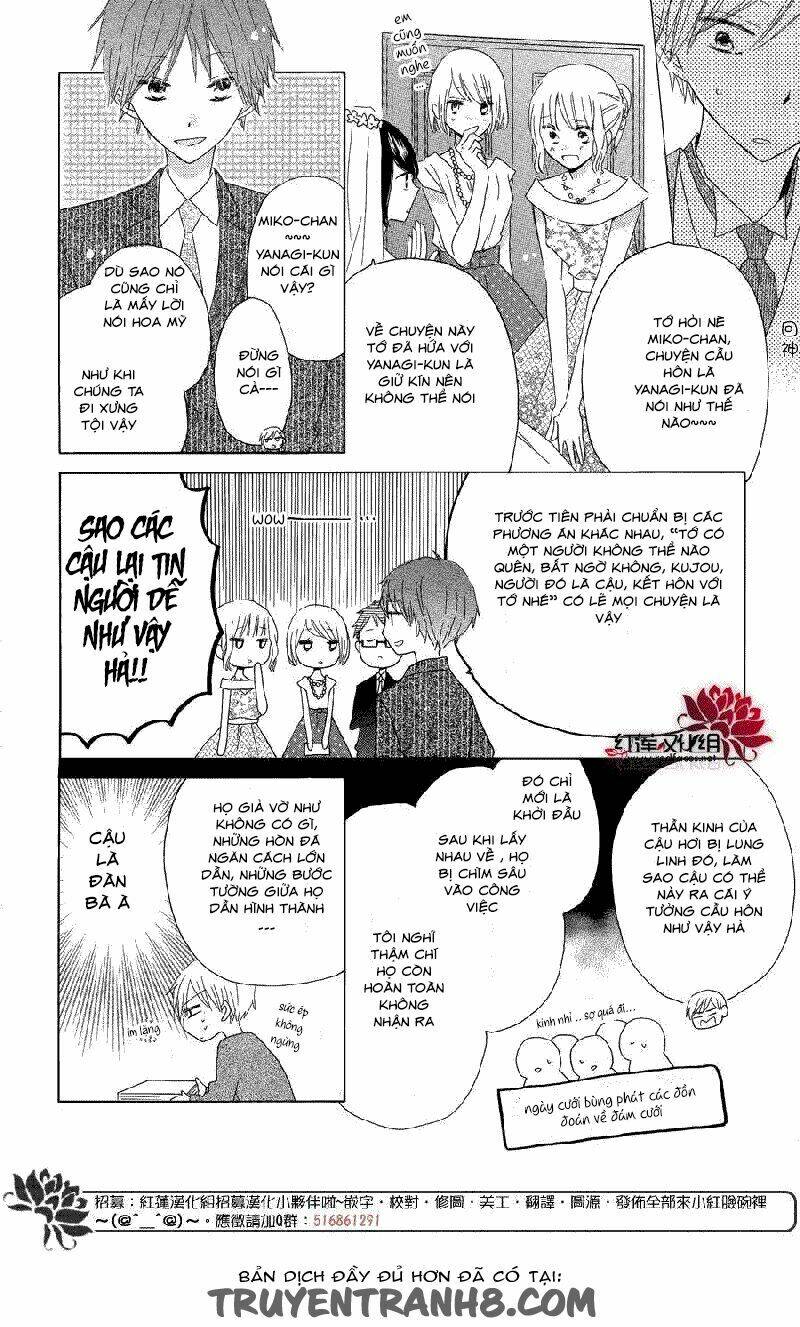 em
cũng
muốn
nghe
...
回
神
TỚ HỎI NÈ
MIKO-CHAN,
CHUYỆN CẦU
HÔN LÀ
YANAGI-KUN ĐÃ
NÓI NHƯ THẾ
NÀO~~~
VỀ CHUYỆN NÀY
TỚ ĐÃ HỨA VỚI
YANAGI-KUN LÀ
GIỮ KÍN NÊN
KHÔNG THỂ NÓI
MIKO-CHAN
~~~
YANAGI-KUN
NÓI CÁI GÌ
VẬY?
ĐỪNG
NÓI GÌ
CẢ---
DÙ SAO NÓ
CŨNG CHỈ
LÀ MẤY LỜI
NÓI HOA MỸ
NHƯ KHI
CHÚNG TA
ĐI XƯNG
TỘI VẬY
TRƯỚC TIÊN PHẢI CHUẨN BỊ CÁC
PHƯƠNG ÁN KHÁC NHAU, "TỚ CÓ
MỘT NGƯỜI KHÔNG THỂ NÀO
QUÊN, BẤT NGỜ KHÔNG, KUJOU,
NGƯỜI ĐÓ LÀ CẬU, KẾT HÔN VỚI
TỚ NHÉ" CÓ LẼ MỌI CHUYỆN LÀ
VẬY
WOW ...
SAO CÁC
CẬU LẠI TIN
NGƯỜI DỄ
NHƯ VẬY
HẢ!!
红莲汉化组
THẦN KINH CỦA
CẬU HƠI BỊ LUNG
LINH ĐÓ, LÀM
SAO CẬU CÓ THỂ
NẢY RA CÁI Ý
TƯỞNG CẦU HÔN
NHƯ VẬY HẢ
ĐÓ CHỈ
MỚI LÀ
KHỞI ĐẦU
SAU KHI LẤY
NHAU VỀ , HỌ
BỊ CHÌM SÂU
VÀO CÔNG
VIỆC
TÔI NGHĨ
THẬM CHÍ
HỌ CÒN
HOÀN TOÀN
KHÔNG
NHẬN RA
kinh nhỉ .. sợ quá đi...
ngày cưới bùng phát các đồn
đoán về đám cưới
HỌ GIẢ VỜ NHƯ
KHÔNG CÓ GÌ,
NHỮNG HÒN ĐÁ
NGĂN CÁCH LỚN
DẦN, NHỮNG BƯỚC
TƯỜNG GIỮA HỌ
DẦN HÌNH THÀNH
---
CẬU
LÀ
ĐÀN
BÀ À
im lặng
sức ép
không
ngừng
招募：紅蓮漢化組招募漢化小夥伴啦~嵌字·校對·修圖·美工·翻譯·圖源·發佈全部來小紅臉碗裡
～(@^__^@)～。應徵請加Q群：516861291
BẢN DỊCH ĐẦY ĐỦ HƠN ĐÃ CÓ TẠI:
TRUYENTRANH8.COM